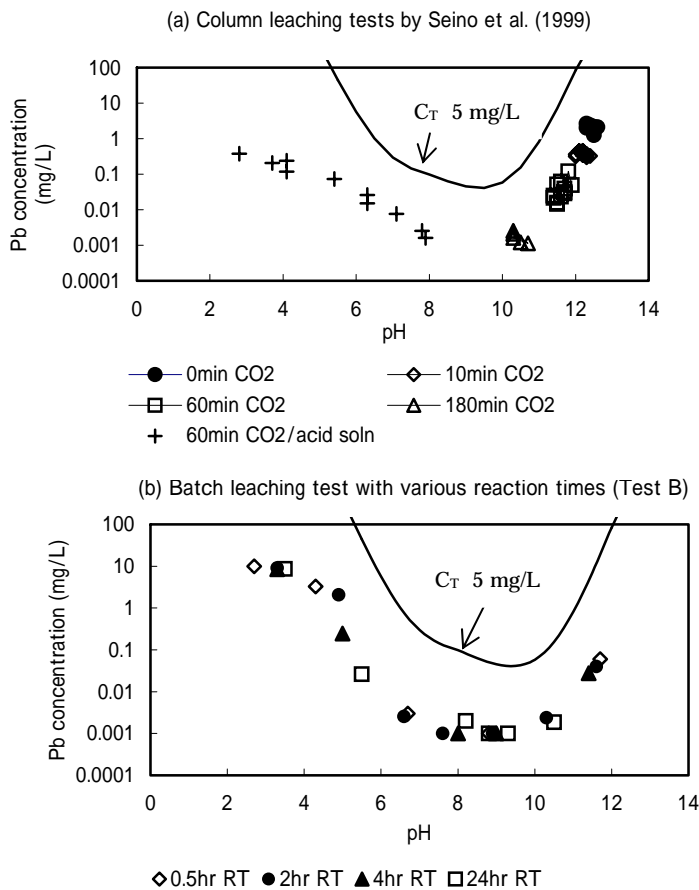 (a) Column leaching tests by Seino et al. (1999)
100
10
1
0.1
0.01
0.001
0.0001
Pb concentration
(mg/L)
CT 5 mg/L
0 2 4 6 8 10 12 14
pH
0min CO2
10min CO2
60min CO2
180min CO2
60min CO2/acid soln
(b) Batch leaching test with various reaction times (Test B)
100
10
1
0.1
0.01
0.001
0.0001
Pb concentration (mg/L)
CT 5 mg/L
0 2 4 6 8 10 12 14
pH
0.5hr RT 2hr RT 4hr RT 24hr RT